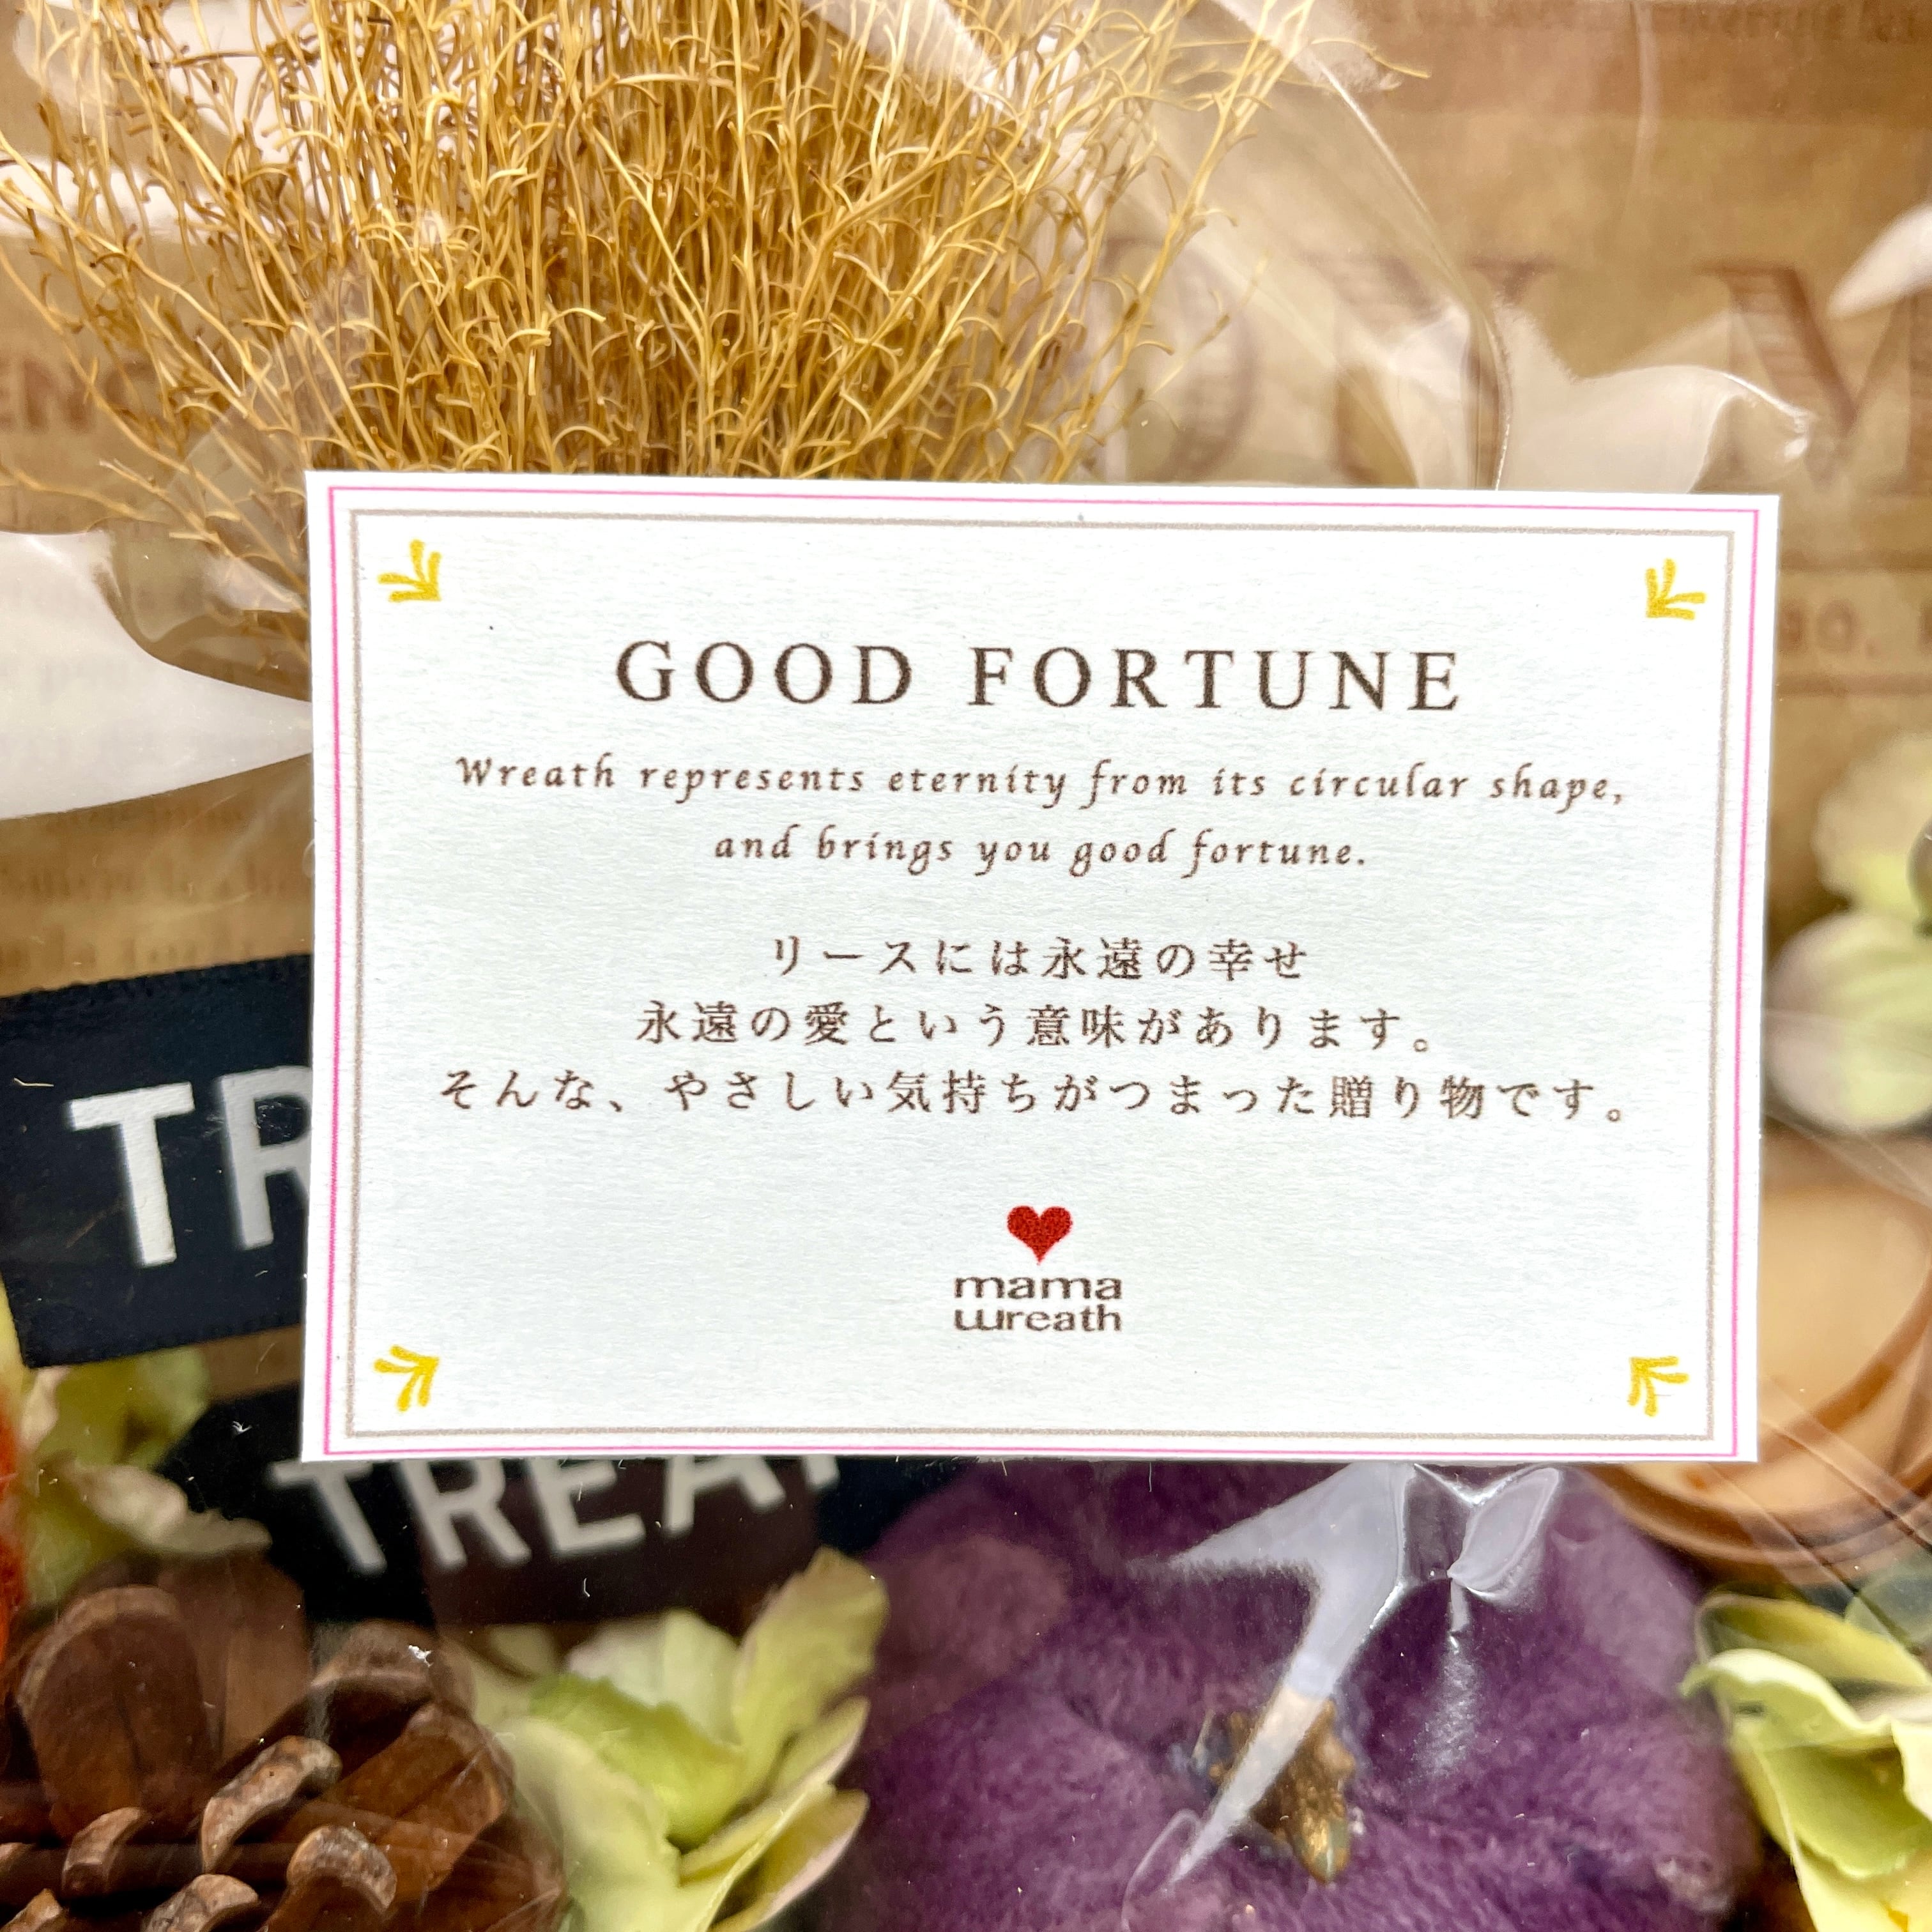 GOOD FORTUNE
Wreath represents eternity from its circular shape,
and brings you good fortune.
リースには永遠の幸せ
永遠の愛という意味があります。
そんな、やさしい気持ちがつまった贈り物です。
mama
wreath
TR
TREAT